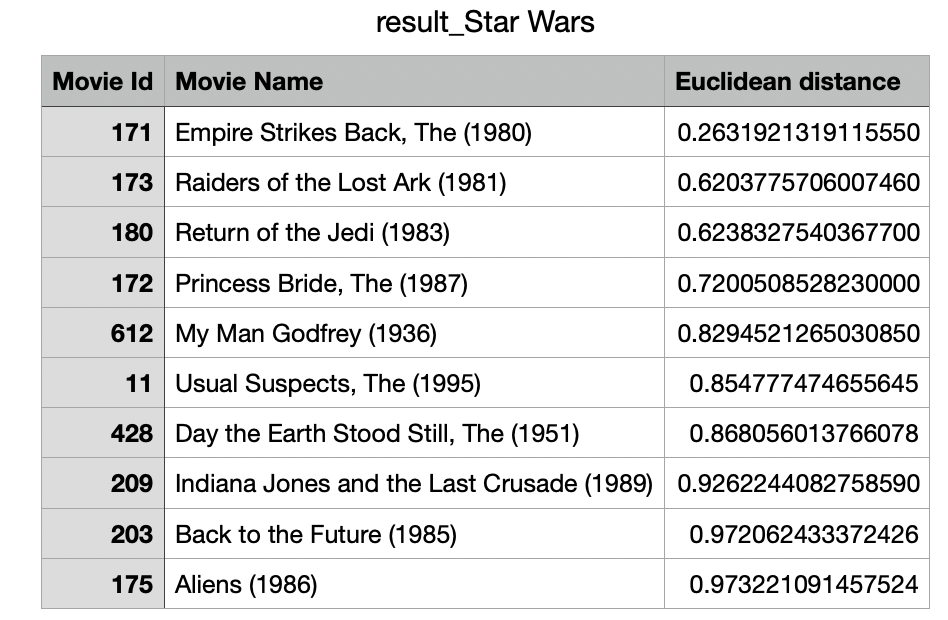 result_Star Wars
Movie Id Movie Name Euclidean distance
171 Empire Strikes Back, The (1980) 0.2631921319115550
173 Raiders of the Lost Ark (1981) 0.6203775706007460
180 Return of the Jedi (1983) 0.6238327540367700
172 Princess Bride, The (1987) 0.7200508528230000
612 My Man Godfrey (1936) 0.8294521265030850
11 Usual Suspects, The (1995) 0.854777474655645
428 Day the Earth Stood Still, The (1951) 0.868056013766078
209 Indiana Jones and the Last Crusade (1989) 0.9262244082758590
203 Back to the Future (1985) 0.972062433372426
175 Aliens (1986) 0.973221091457524